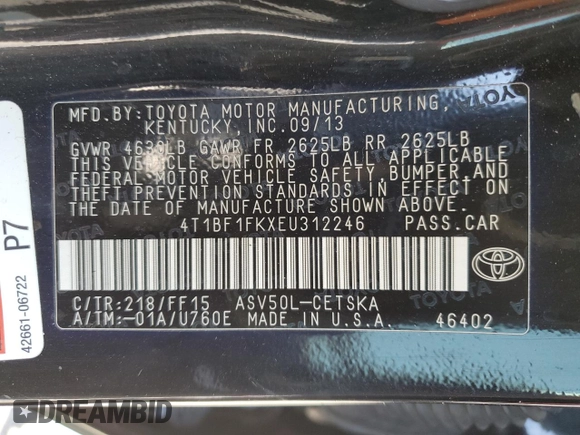 MFD.BY:TOYOTA MOTOR MANUFACTURING,
KENTUCKY, INC.09/13
GVWR 4630LB GAWR FR 2625LB RR 2625LB
THIS VEHICLE CONFORMS TO ALL APPLICABLE
FEDERAL MOTOR VEHICLE SAFETY BUMPER,AND
THEFT PREVENTION STANDARDS IN EFFECT ON
THE DATE OF MANUFACTURE SHOWN ABOVE.
4T1BF1FKXEU312246 PASS.CAR
C/TR:218/FF15 ASV50L-CETSKA
A/TM:-01A/U760E MADE IN U.S.A. 46402
TOYOTA
P7
42661-06722
DREAMBID